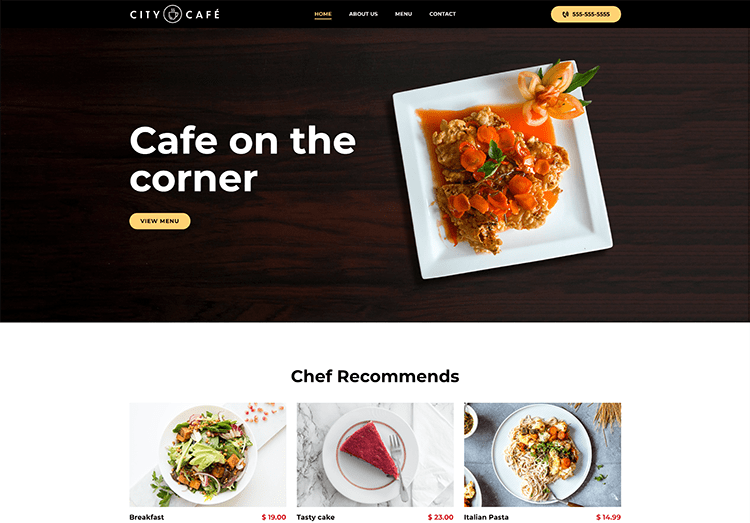 CITY CAFÉ
HOME ABOUT US MENU CONTACT
555-555-5555
Cafe on the
corner
VIEW MENU
Chef Recommends
Breakfast $ 19.00
Tasty cake $ 23.00
Italian Pasta $ 14.99